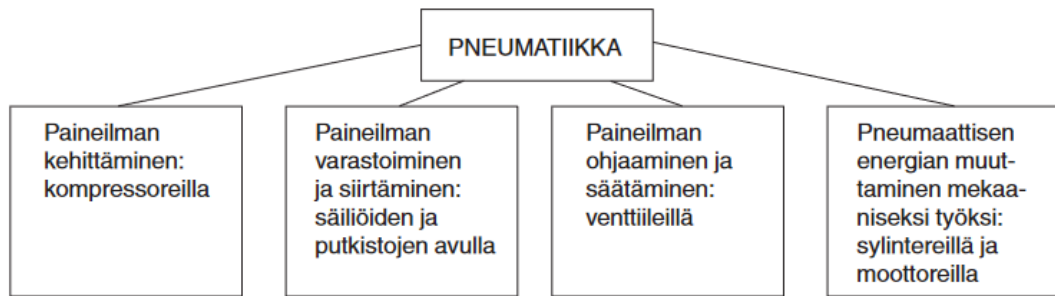 PNEUMATIIKKA
Paineilman
kehittäminen:
kompressoreilla
Paineilman
varastoiminen
ja siirtäminen:
säiliöiden ja
putkistojen avulla
Paineilman
ohjaaminen ja
säätäminen:
venttiileillä
Pneumaattisen
energian muut-
taminen mekaa-
niseksi työksi:
sylintereillä ja
moottoreilla